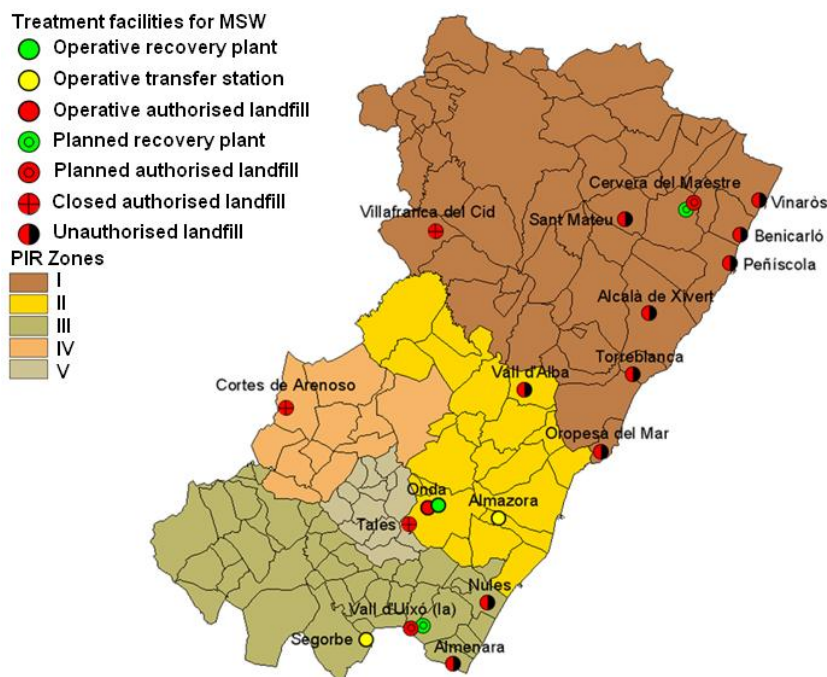 Treatment facilities for MSW
Operative recovery plant
Operative transfer station
Operative authorised landfill
Planned recovery plant
Planned authorised landfill
Closed authorised landfill
Unauthorised landfill
PIR Zones
I
II
III
IV
V
Cervera del Maestre
Vinaròs
Villafranca del Cid
Sant Mateu
Benicarló
Peñíscola
Alcalà de Xivert
Torreblanca
Vall d'Alba
Cortes de Arenoso
Oropesa del Mar
Onda
Almazora
Tales
Nules
Vall d'Uixó (la)
Segorbe
Almenara